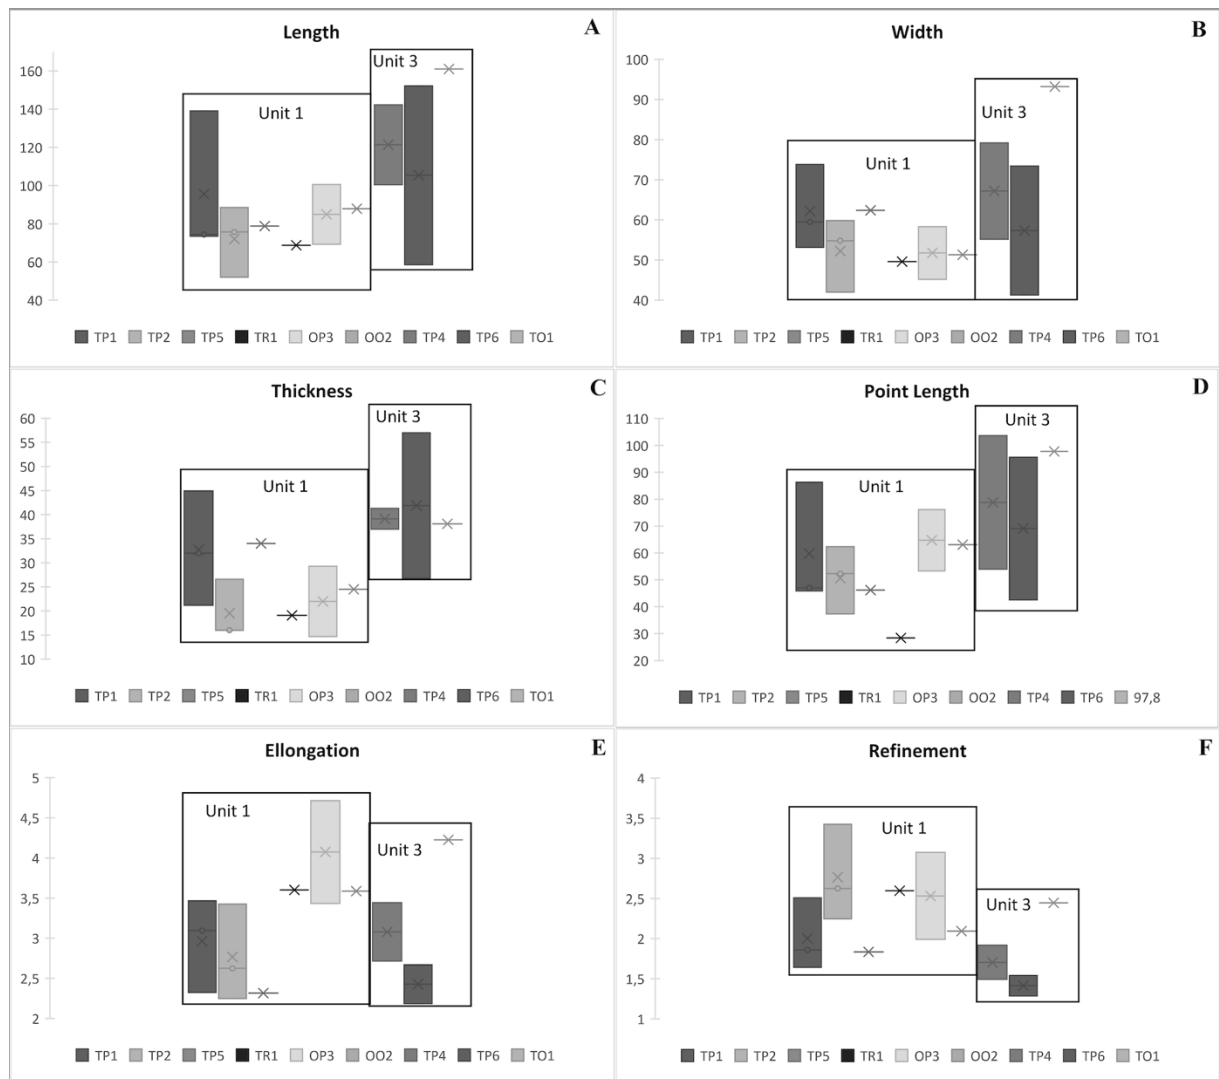 Length
A
160
140
120
100
80
60
40
Unit 1
Unit 3
TP1 TP2 TP5 TR1 OP3 OO2 TP4 TP6 TO1
Width
B
100
90
80
70
60
50
40
Unit 1
Unit 3
TP1 TP2 TP5 TR1 OP3 OO2 TP4 TP6 TO1
Thickness
C
60
55
50
45
40
35
30
25
20
15
10
Unit 1
Unit 3
TP1 TP2 TP5 TR1 OP3 OO2 TP4 TP6 TO1
Point Length
D
110
100
90
80
70
60
50
40
30
20
Unit 1
Unit 3
TP1 TP2 TP5 TR1 OP3 OO2 TP4 TP6 97,8
Ellongation
E
5
4,5
4
3,5
3
2,5
2
Unit 1
Unit 3
TP1 TP2 TP5 TR1 OP3 OO2 TP4 TP6 TO1
Refinement
F
4
3,5
3
2,5
2
1,5
1
Unit 1
Unit 3
TP1 TP2 TP5 TR1 OP3 OO2 TP4 TP6 TO1